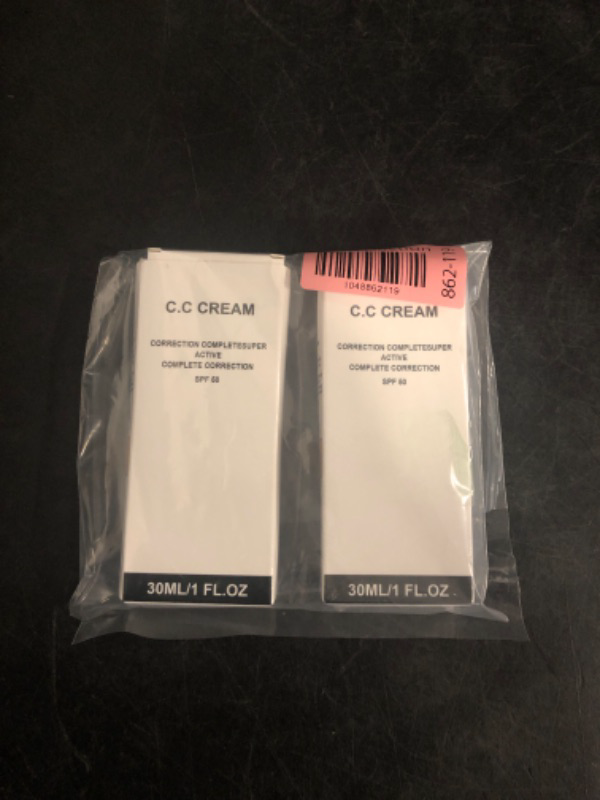 C.C CREAM
CORRECTION COMPLETESUPER
ACTIVE
COMPLETE CORRECTION
SPF 50
30ML/1 FL.OZ
1048862119
862-119
C.C CREAM
CORRECTION COMPLETESUPER
ACTIVE
COMPLETE CORRECTION
SPF 50
30ML/1 FL.OZ